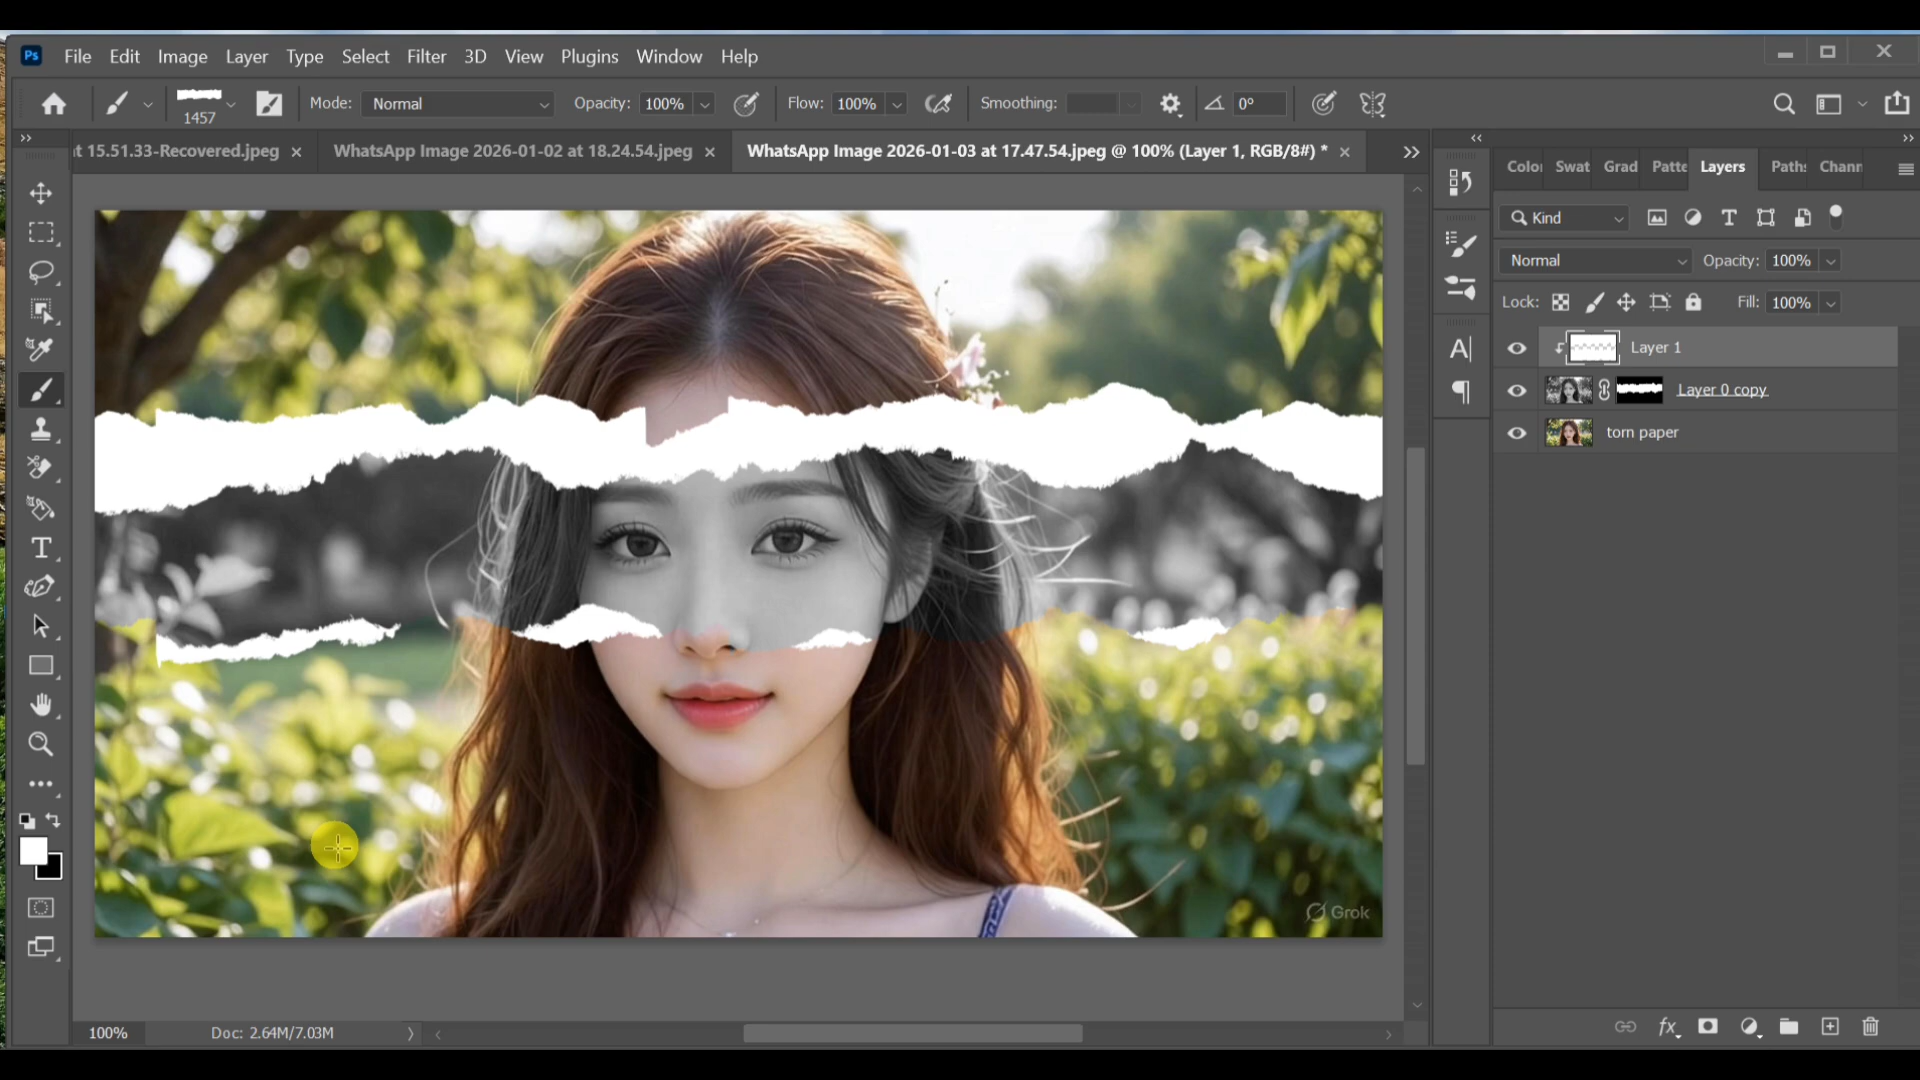 Ps File Edit Image Layer Type Select Filter 3D View Plugins Window Help
1457 Mode: Normal Opacity: 100% Flow: 100% Smoothing: 0°
t 15.51.33-Recovered.jpeg WhatsApp Image 2026-01-02 at 18.24.54.jpeg WhatsApp Image 2026-01-03 at 17.47.54.jpeg @ 100% (Layer 1, RGB/8#) *
Color Swat Grad Patte Layers Paths Chann
Kind
Normal Opacity: 100%
Lock: Fill: 100%
Layer 1
Layer 0 copy
torn paper
Grok
100% Doc: 2.64M/7.03M
fx